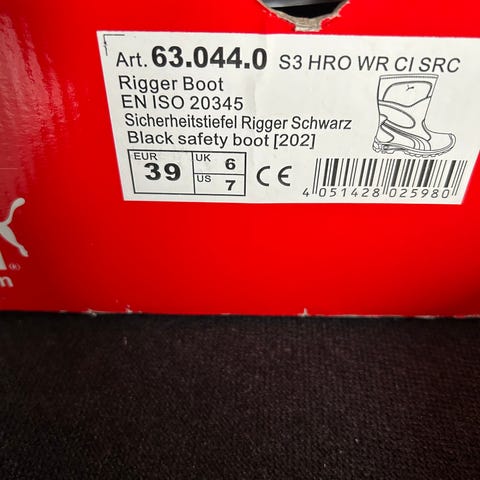 Art. 63.044.0 S3 HRO WR CI SRC
Rigger Boot
EN ISO 20345
Sicherheitstiefel Rigger Schwarz
Black safety boot [202]
EUR 39 UK 6
US 7
CE
4 051428 025980